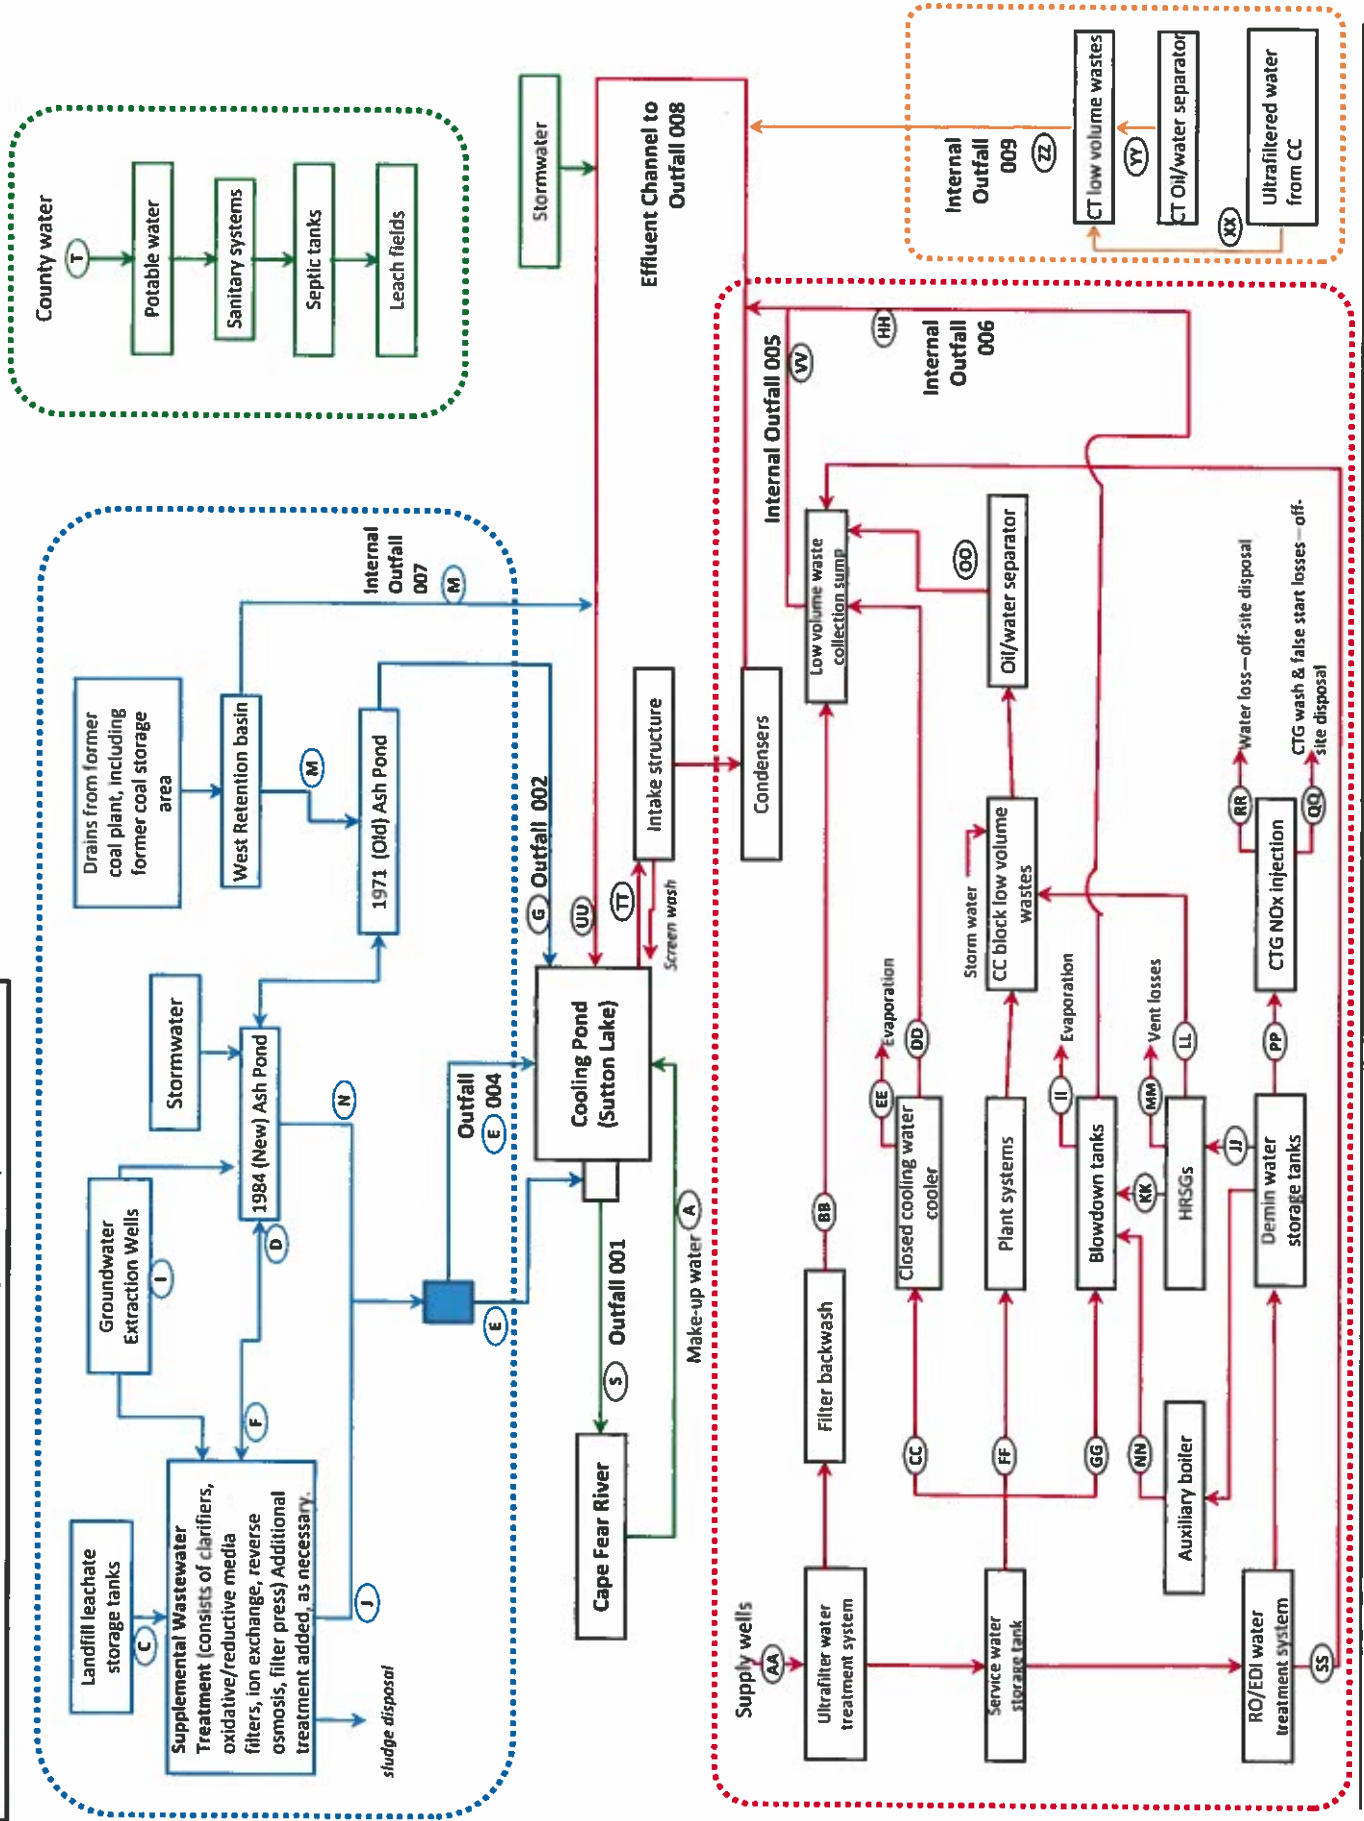 Landfill leachate
storage tanks
C
Supplemental Wastewater
Treatment (consists of clarifiers,
oxidative/reductive media
filters, ion exchange, reverse
osmosis, filter press) Additional
treatment added, as necessary.
sludge disposal
J
F
Groundwater
Extraction Wells
I
D
Stormwater
1984 (New) Ash Pond
N
E
Outfall
E 004
Drains from former
coal plant, including
former coal storage
area
West Retention basin
M
1971 (Old) Ash Pond
Internal
Outfall
007
M
G Outfall 002
County water
T
Potable water
Sanitary systems
Septic tanks
Leach fields
Cape Fear River
S Outfall 001
Make-up water A
Cooling Pond
(Sutton Lake)
UU
TT
Screen wash
Intake structure
Condensers
Stormwater
Effluent Channel to
Outfall 008
Supply wells
AA
Ultrafilter water
treatment system
Filter backwash
BB
Low volume waste
collection sump
Internal Outfall 005
VV
HH
Internal
Outfall
006
Service water
storage tank
CC
FF
GG
NN
Closed cooling water
cooler
EE
Evaporation
DD
Plant systems
Storm water
CC block low volume
wastes
Oil/water separator
OO
Blowdown tanks
II
Evaporation
KK
HRSGs
MM
Vent losses
LL
JJ
Auxiliary boiler
RO/EDI water
treatment system
SS
Demin water
storage tanks
PP
CTG NOx injection
RR
Water loss—off-site disposal
QQ
CTG wash & false start losses—off-
site disposal
Internal
Outfall
009
ZZ
CT low volume wastes
YY
CT Oil/water separator
XX
Ultrafiltered water
from CC